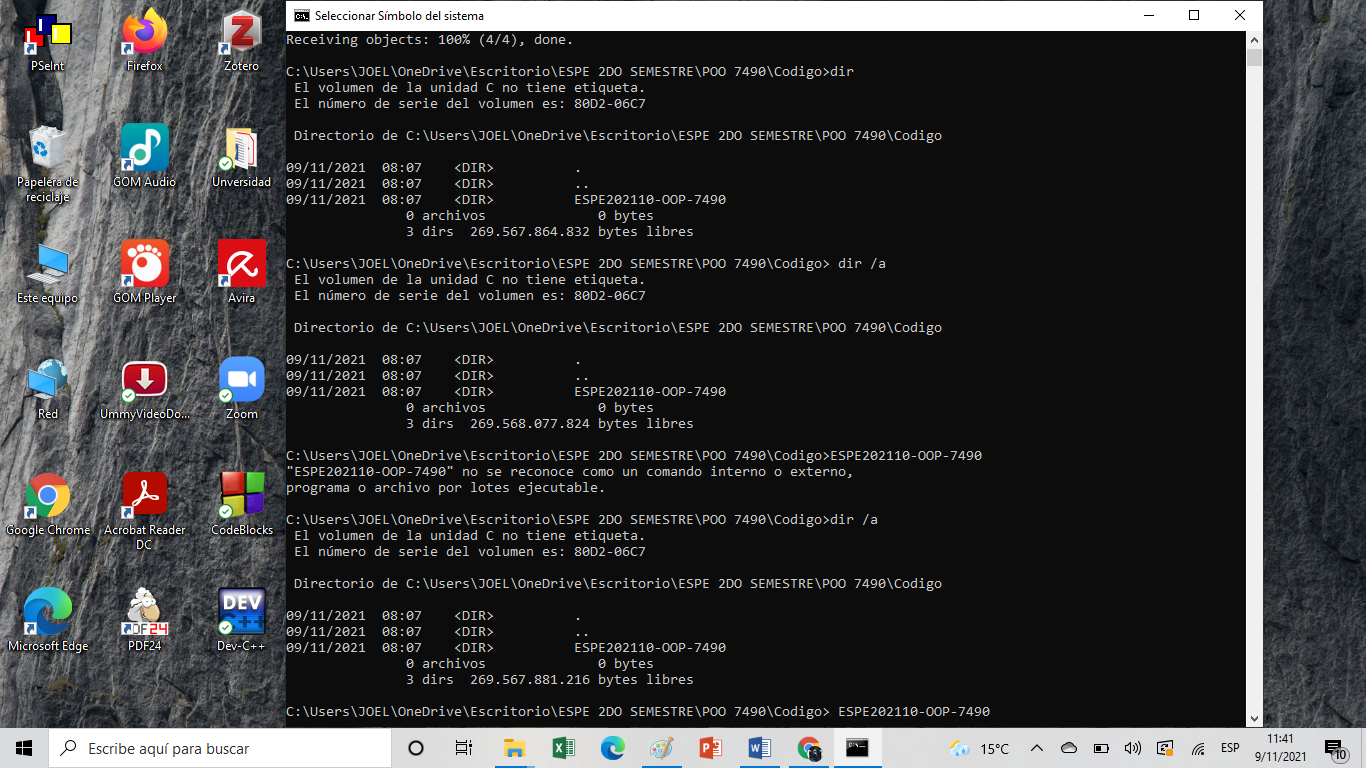 Seleccionar Símbolo del sistema
Receiving objects: 100% (4/4), done.
C:\Users\JOEL\OneDrive\Escritorio\ESPE 2DO SEMESTRE\POO 7490\Codigo>dir
El volumen de la unidad C no tiene etiqueta.
El número de serie del volumen es: 80D2-06C7
Directorio de C:\Users\JOEL\OneDrive\Escritorio\ESPE 2DO SEMESTRE\POO 7490\Codigo
09/11/2021  08:07    <DIR>          .
09/11/2021  08:07    <DIR>          ..
09/11/2021  08:07    <DIR>          ESPE202110-OOP-7490
0 archivos              0 bytes
3 dirs  269.567.864.832 bytes libres
C:\Users\JOEL\OneDrive\Escritorio\ESPE 2DO SEMESTRE\POO 7490\Codigo> dir /a
El volumen de la unidad C no tiene etiqueta.
El número de serie del volumen es: 80D2-06C7
Directorio de C:\Users\JOEL\OneDrive\Escritorio\ESPE 2DO SEMESTRE\POO 7490\Codigo
09/11/2021  08:07    <DIR>          .
09/11/2021  08:07    <DIR>          ..
09/11/2021  08:07    <DIR>          ESPE202110-OOP-7490
0 archivos              0 bytes
3 dirs  269.568.077.824 bytes libres
C:\Users\JOEL\OneDrive\Escritorio\ESPE 2DO SEMESTRE\POO 7490\Codigo>ESPE202110-OOP-7490
"ESPE202110-OOP-7490" no se reconoce como un comando interno o externo,
programa o archivo por lotes ejecutable.
C:\Users\JOEL\OneDrive\Escritorio\ESPE 2DO SEMESTRE\POO 7490\Codigo>dir /a
El volumen de la unidad C no tiene etiqueta.
El número de serie del volumen es: 80D2-06C7
Directorio de C:\Users\JOEL\OneDrive\Escritorio\ESPE 2DO SEMESTRE\POO 7490\Codigo
09/11/2021  08:07    <DIR>          .
09/11/2021  08:07    <DIR>          ..
09/11/2021  08:07    <DIR>          ESPE202110-OOP-7490
0 archivos              0 bytes
3 dirs  269.567.881.216 bytes libres
C:\Users\JOEL\OneDrive\Escritorio\ESPE 2DO SEMESTRE\POO 7490\Codigo> ESPE202110-OOP-7490
PSeInt
Firefox
Zotero
Papelera de
reciclaje
GOM Audio
Unversidad
Este equipo
GOM Player
Avira
Red
UmmyVideoDo...
Zoom
Google Chrome
Acrobat Reader
DC
CodeBlocks
Microsoft Edge
PDF24
DEV
C++
Dev-C++
Escribe aquí para buscar
15°C
ESP
11:41
9/11/2021
10